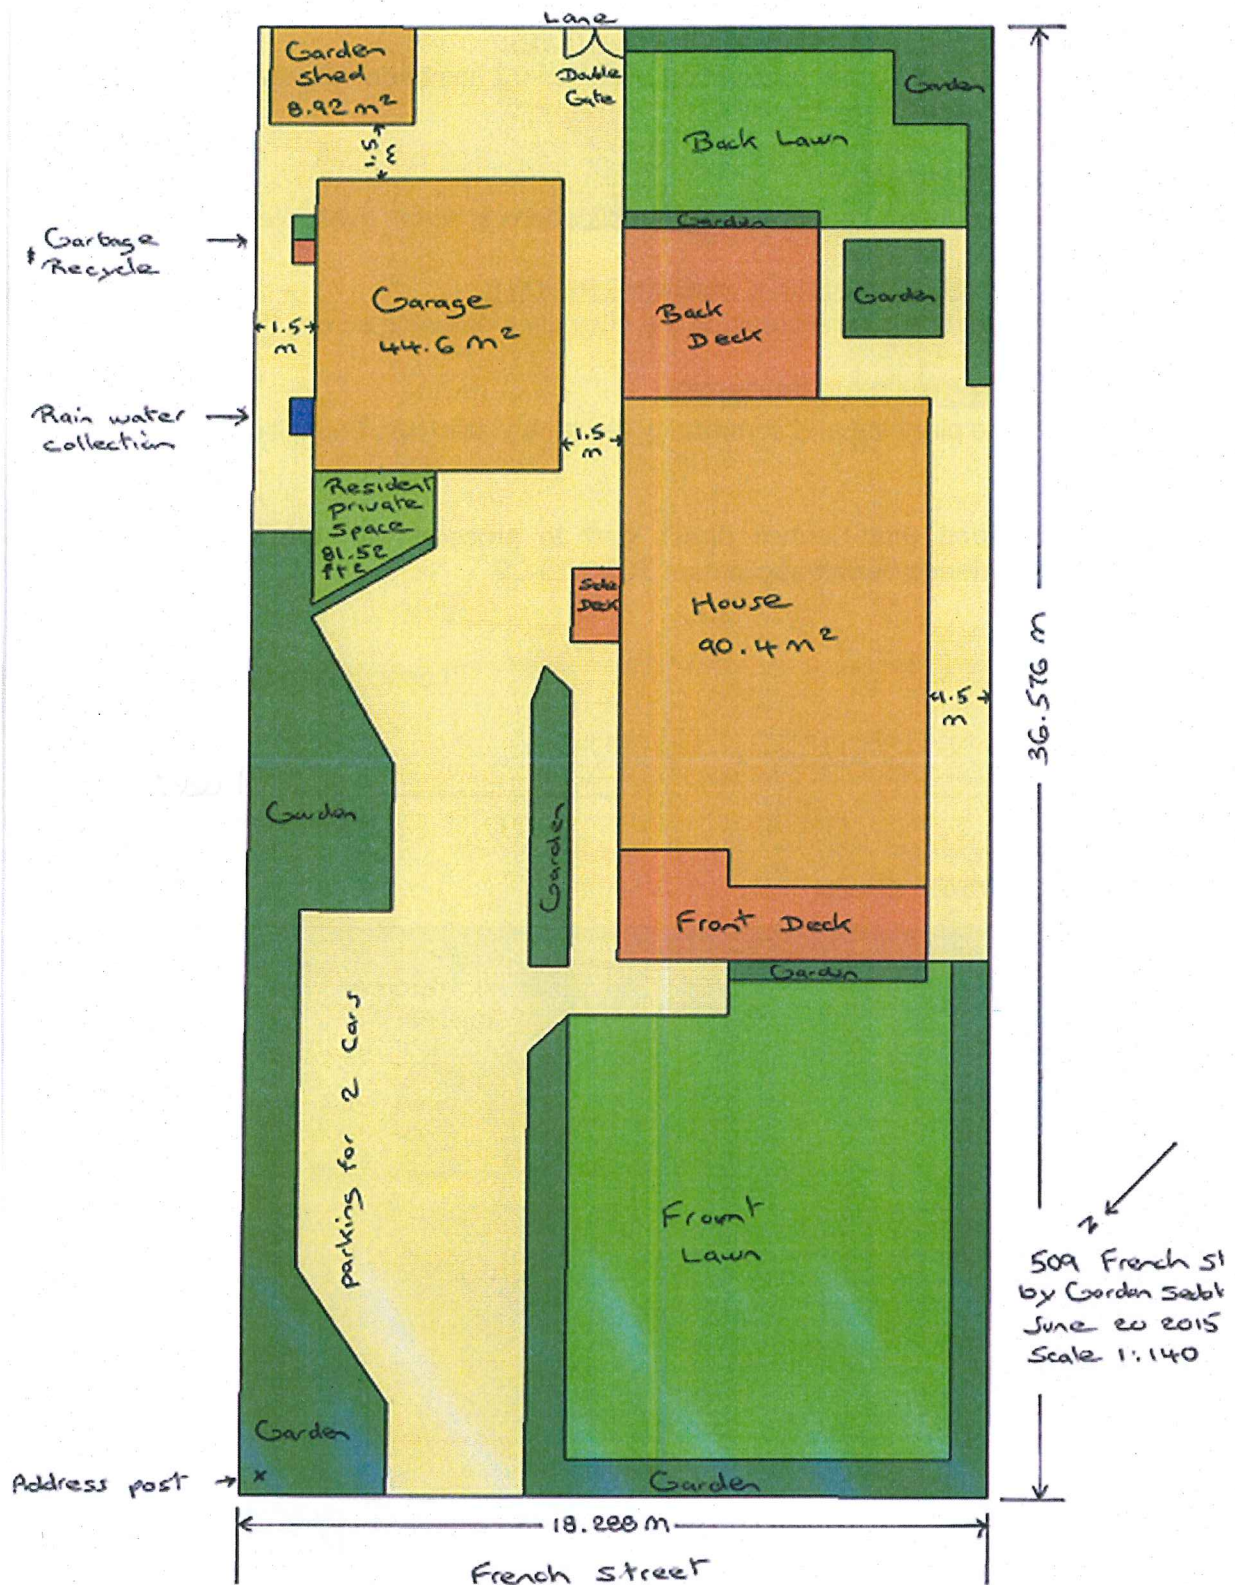 Lane
Garden
shed
8.92 m²
Double
Gate
Garden
Back Lawn
1.5
m
Garden
Garbage
& Recycle
Garage
44.6 m²
Back
Deck
Garden
1.5
m
Rain water
collection
1.5
m
Resident
private
space
81.52
ft2
Side
Deck
House
90.4 m²
1.5
m
36.576 m
Garden
Garden
Front Deck
Garden
parking for 2 cars
Frount
Lawn
N
509 French st
by Gordon
June 20 2015
Scale 1:140
Garden
Address post
x
Garden
18.288 m
French street